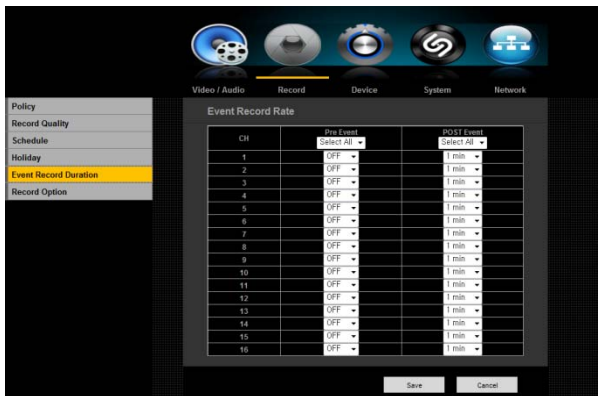 Video / Audio Record Device System Network
Policy
Record Quality
Schedule
Holiday
Event Record Duration
Record Option
Event Record Rate
CH Pre Event POST Event
Select All Select All
1 OFF 1 min
2 OFF 1 min
3 OFF 1 min
4 OFF 1 min
5 OFF 1 min
6 OFF 1 min
7 OFF 1 min
8 OFF 1 min
9 OFF 1 min
10 OFF 1 min
11 OFF 1 min
12 OFF 1 min
13 OFF 1 min
14 OFF 1 min
15 OFF 1 min
16 OFF 1 min
Save Cancel